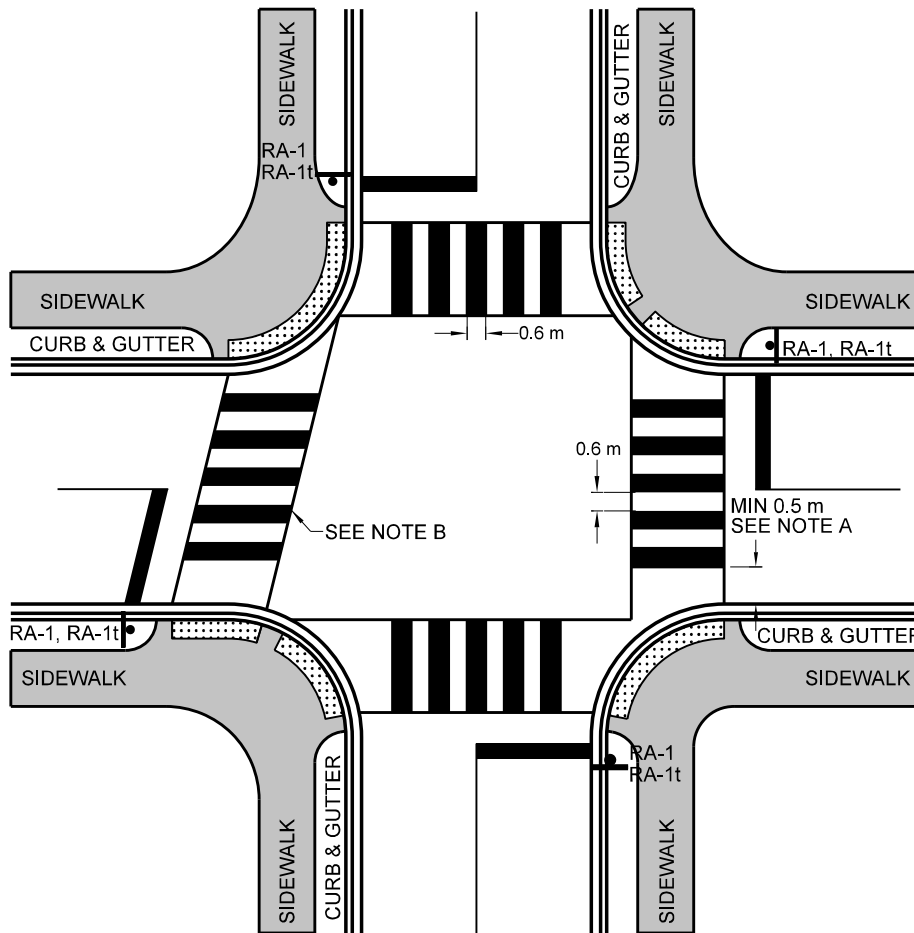 SIDEWALK
CURB & GUTTER
SIDEWALK
RA-1
RA-1t
SIDEWALK
SIDEWALK
CURB & GUTTER
0.6 m
RA-1, RA-1t
0.6 m
MIN 0.5 m
SEE NOTE A
SEE NOTE B
RA-1, RA-1t
CURB & GUTTER
SIDEWALK
SIDEWALK
RA-1
RA-1t
CURB & GUTTER
SIDEWALK
SIDEWALK